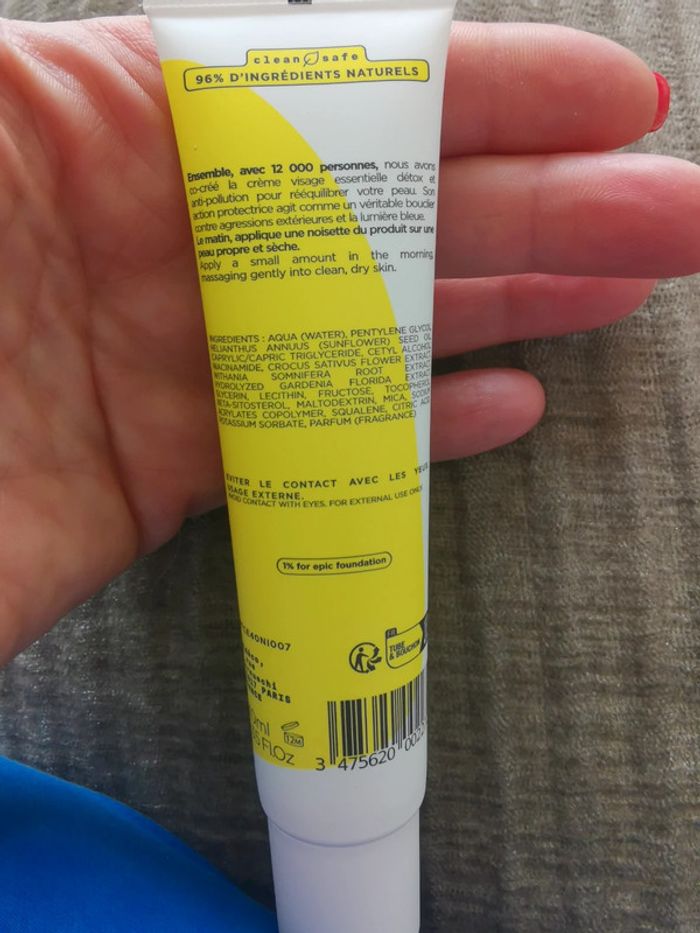 clean safe
96% D'INGRÉDIENTS NATURELS
Ensemble, avec 12 000 personnes, nous avons
co-créé la crème visage essentielle détox et
anti-pollution pour rééquilibrer votre peau. Son
action protectrice agit comme un véritable bouclier
contre agressions extérieures et la lumière bleue.
Le matin, applique une noisette du produit sur une
peau propre et sèche.
Apply a small amount in the morning,
massaging gently into clean, dry skin.
INGREDIENTS : AQUA (WATER), PENTYLENE GLYCOL,
HELIANTHUS ANNUUS (SUNFLOWER) SEED OIL,
CAPRYLIC/CAPRIC TRIGLYCERIDE, CETYL ALCOHOL,
NIACINAMIDE, CROCUS SATIVUS FLOWER EXTRACT,
WITHANIA SOMNIFERA ROOT EXTRACT,
HYDROLYZED GARDENIA FLORIDA EXTRACT,
GLYCERIN, LECITHIN, FRUCTOSE, TOCOPHEROL,
BETA-SITOSTEROL, MALTODEXTRIN, MICA, SODIUM
ACRYLATES COPOLYMER, SQUALENE, CITRIC ACID,
POTASSIUM SORBATE, PARFUM (FRAGRANCE)
EVITER LE CONTACT AVEC LES YEUX.
USAGE EXTERNE.
AVOID CONTACT WITH EYES. FOR EXTERNAL USE ONLY.
1% for epic foundation
E40NI007
FR
TUBE
& BOUCHON
PARIS
ml
12M
Fl.Oz
3 475620 002